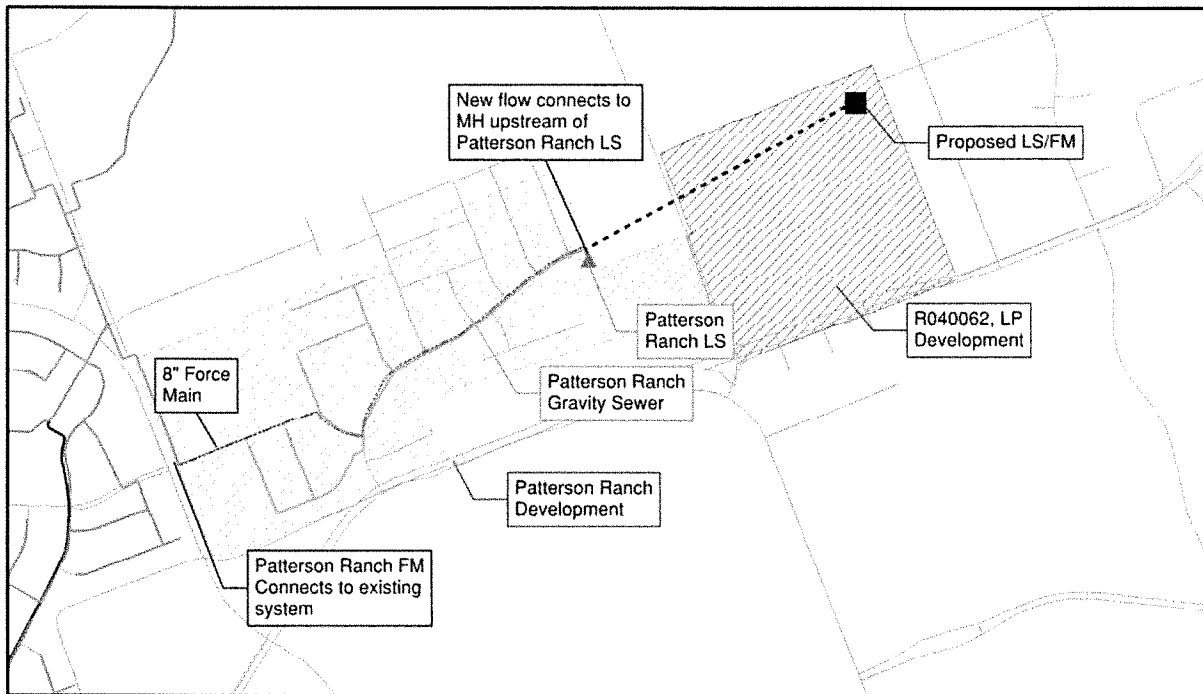 New flow connects to
MH upstream of
Patterson Ranch LS
Proposed LS/FM
Patterson
Ranch LS
R040062, LP
Development
8" Force
Main
Patterson Ranch
Gravity Sewer
Patterson Ranch
Development
Patterson Ranch FM
Connects to existing
system